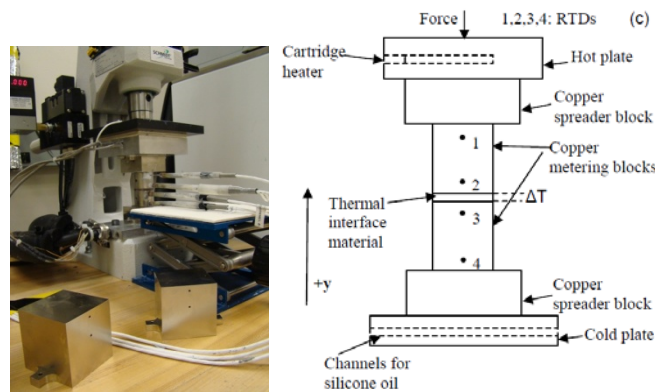 Force
1,2,3,4: RTDs
(c)
Cartridge
heater
Hot plate
Copper
spreader block
1
Copper
metering blocks
2
ΔT
Thermal
interface
material
3
+y
4
Copper
spreader block
Cold plate
Channels for
silicone oil